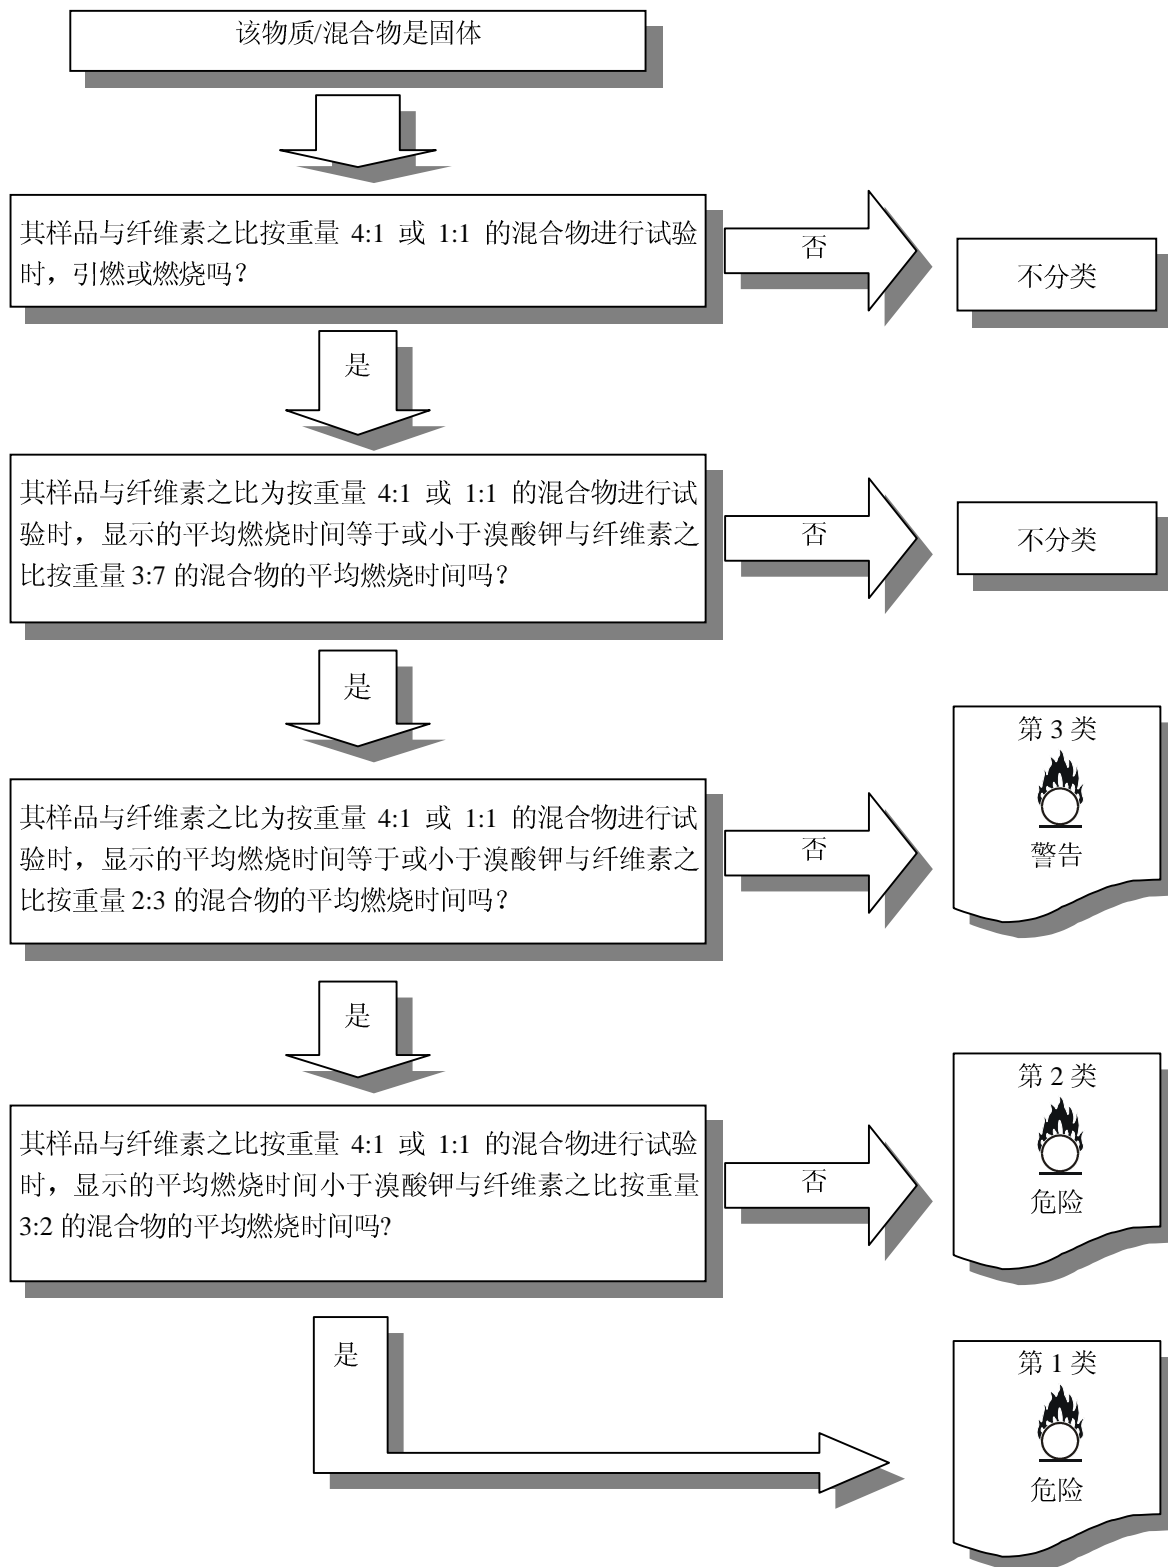 该物质/混合物是固体
其样品与纤维素之比按重量 4:1 或 1:1 的混合物进行试验
时，引燃或燃烧吗？
否
不分类
是
其样品与纤维素之比为按重量 4:1 或 1:1 的混合物进行试
验时，显示的平均燃烧时间等于或小于溴酸钾与纤维素之
比按重量 3:7 的混合物的平均燃烧时间吗？
否
不分类
是
其样品与纤维素之比为按重量 4:1 或 1:1 的混合物进行试
验时，显示的平均燃烧时间等于或小于溴酸钾与纤维素之
比按重量 2:3 的混合物的平均燃烧时间吗？
否
第 3 类
警告
是
其样品与纤维素之比按重量 4:1 或 1:1 的混合物进行试验
时，显示的平均燃烧时间小于溴酸钾与纤维素之比按重量
3:2 的混合物的平均燃烧时间吗?
否
第 2 类
危险
是
第 1 类
危险